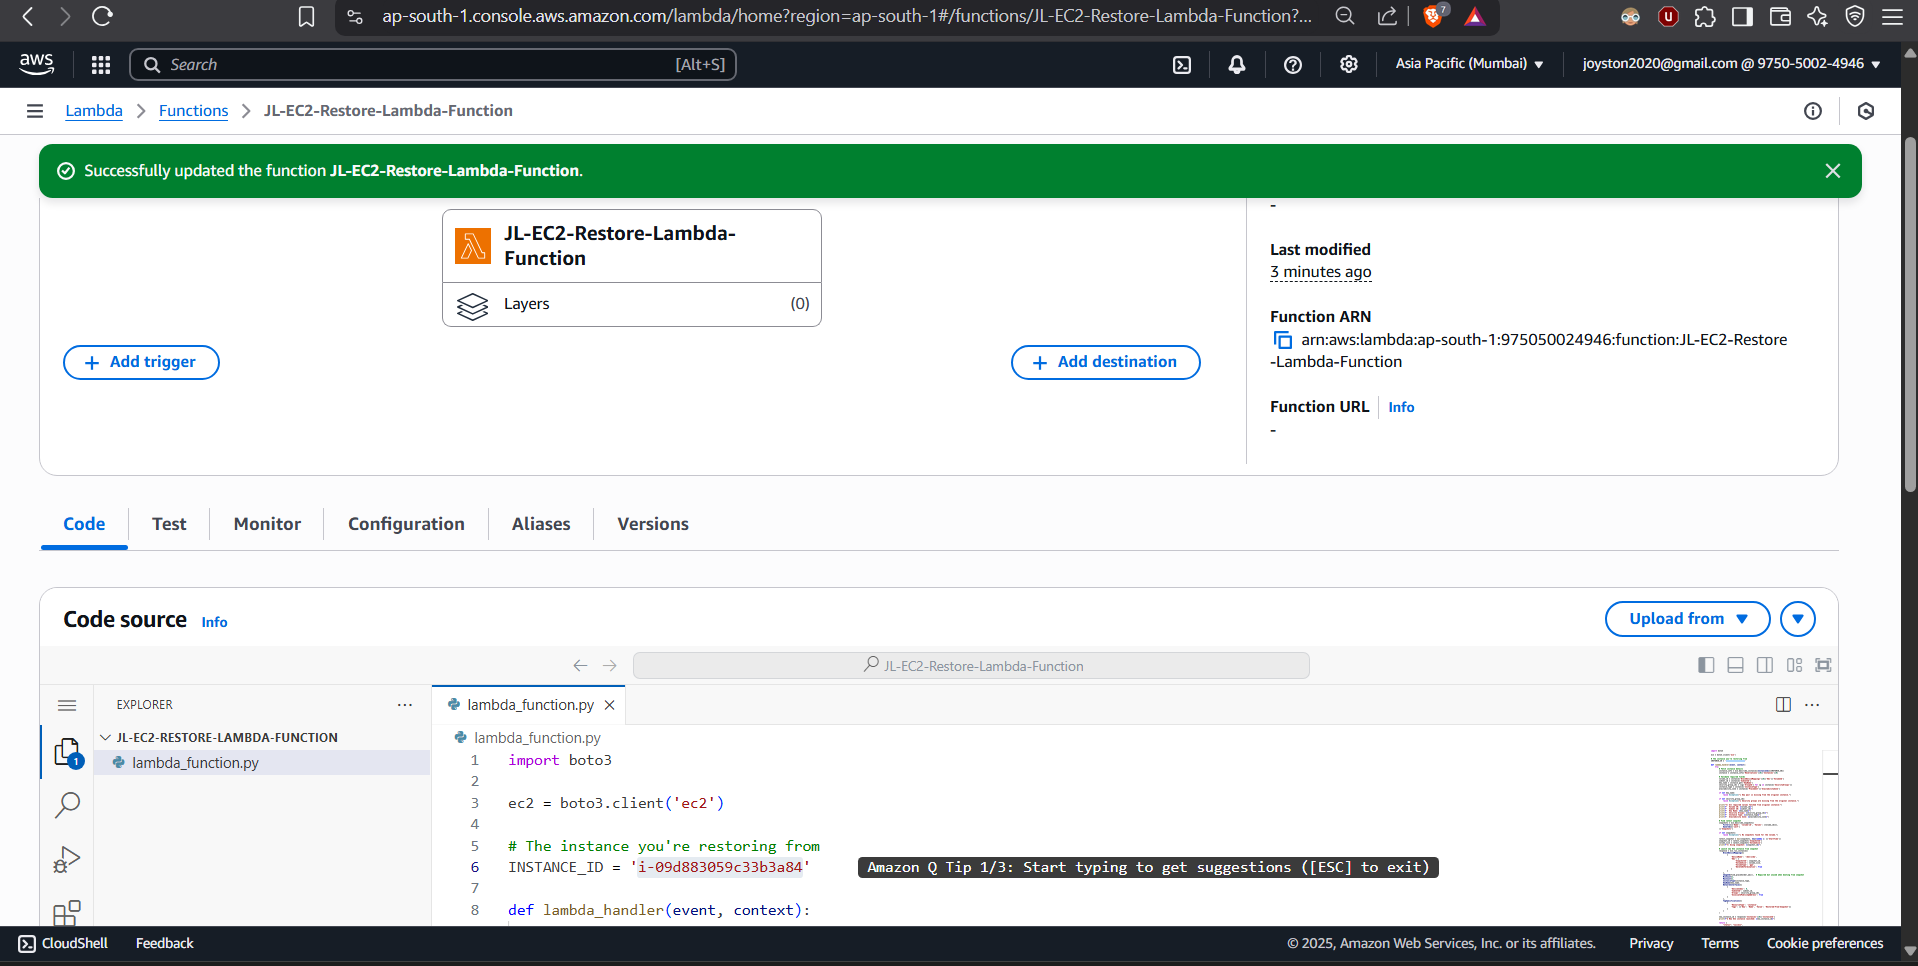 ap-south-1.console.aws.amazon.com/lambda/home?region=ap-south-1#/functions/JL-EC2-Restore-Lambda-Function?...
7
U
aws
Search
[Alt+S]
Asia Pacific (Mumbai)
joyston2020@gmail.com @ 9750-5002-4946
Lambda
Functions
JL-EC2-Restore-Lambda-Function
Successfully updated the function JL-EC2-Restore-Lambda-Function.
-
JL-EC2-Restore-Lambda-
Function
Layers
(0)
Add trigger
Add destination
Last modified
3 minutes ago
Function ARN
arn:aws:lambda:ap-south-1:975050024946:function:JL-EC2-Restore
-Lambda-Function
Function URL
Info
-
Code
Test
Monitor
Configuration
Aliases
Versions
Code source
Info
Upload from
JL-EC2-Restore-Lambda-Function
EXPLORER
JL-EC2-RESTORE-LAMBDA-FUNCTION
lambda_function.py
1
lambda_function.py
lambda_function.py
1 import boto3
2
3 ec2 = boto3.client('ec2')
4
5 # The instance you're restoring from
6 INSTANCE_ID = 'i-09d883059c33b3a84'
Amazon Q Tip 1/3: Start typing to get suggestions ([ESC] to exit)
7
8 def lambda_handler(event, context):
CloudShell
Feedback
© 2025, Amazon Web Services, Inc. or its affiliates.
Privacy
Terms
Cookie preferences